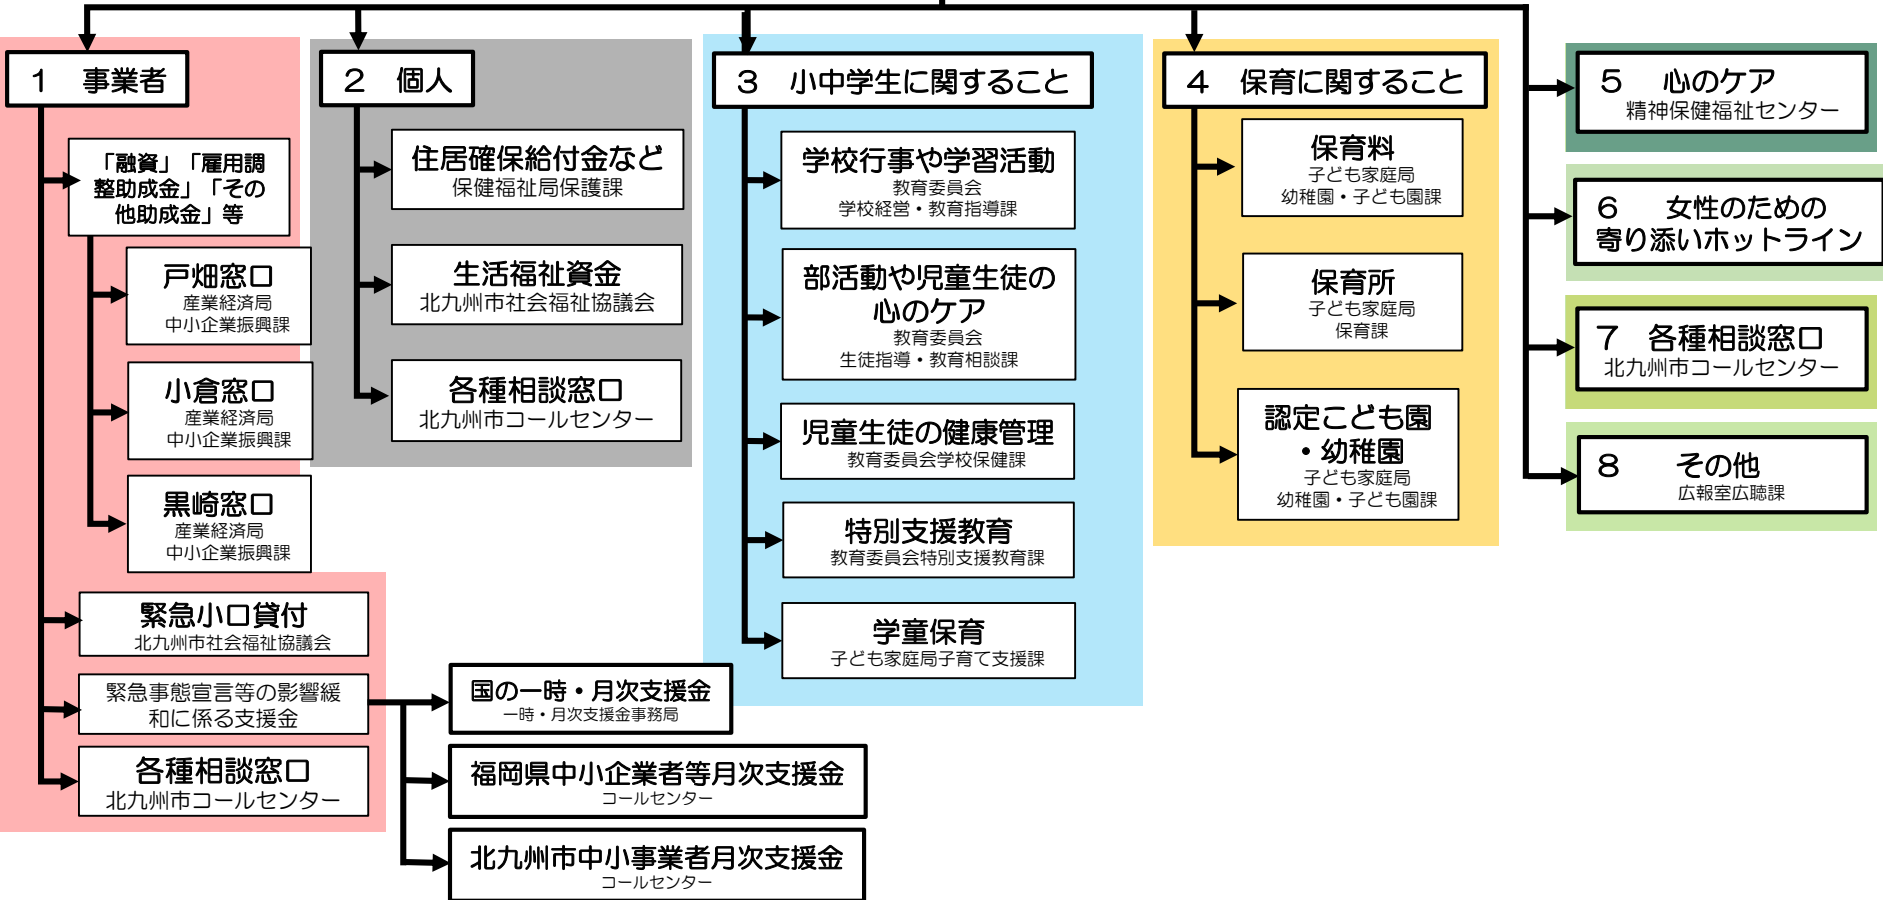 1 事業者
「融資」「雇用調
整助成金」「その
他助成金」等
戸畑窓口
産業経済局
中小企業振興課
小倉窓口
産業経済局
中小企業振興課
黒崎窓口
産業経済局
中小企業振興課
緊急小口貸付
北九州市社会福祉協議会
緊急事態宣言等の影響緩
和に係る支援金
国の一時・月次支援金
一時・月次支援金事務局
福岡県中小企業者等月次支援金
コールセンター
北九州市中小事業者月次支援金
コールセンター
各種相談窓口
北九州市コールセンター
2 個人
住居確保給付金など
保健福祉局保護課
生活福祉資金
北九州市社会福祉協議会
各種相談窓口
北九州市コールセンター
3 小中学生に関すること
学校行事や学習活動
教育委員会
学校経営・教育指導課
部活動や児童生徒の
心のケア
教育委員会
生徒指導・教育相談課
児童生徒の健康管理
教育委員会学校保健課
特別支援教育
教育委員会特別支援教育課
学童保育
子ども家庭局子育て支援課
4 保育に関すること
保育料
子ども家庭局
幼稚園・子ども園課
保育所
子ども家庭局
保育課
認定こども園
・幼稚園
子ども家庭局
幼稚園・子ども園課
5 心のケア
精神保健福祉センター
6 女性のための
寄り添いホットライン
7 各種相談窓口
北九州市コールセンター
8 その他
広報室広聴課